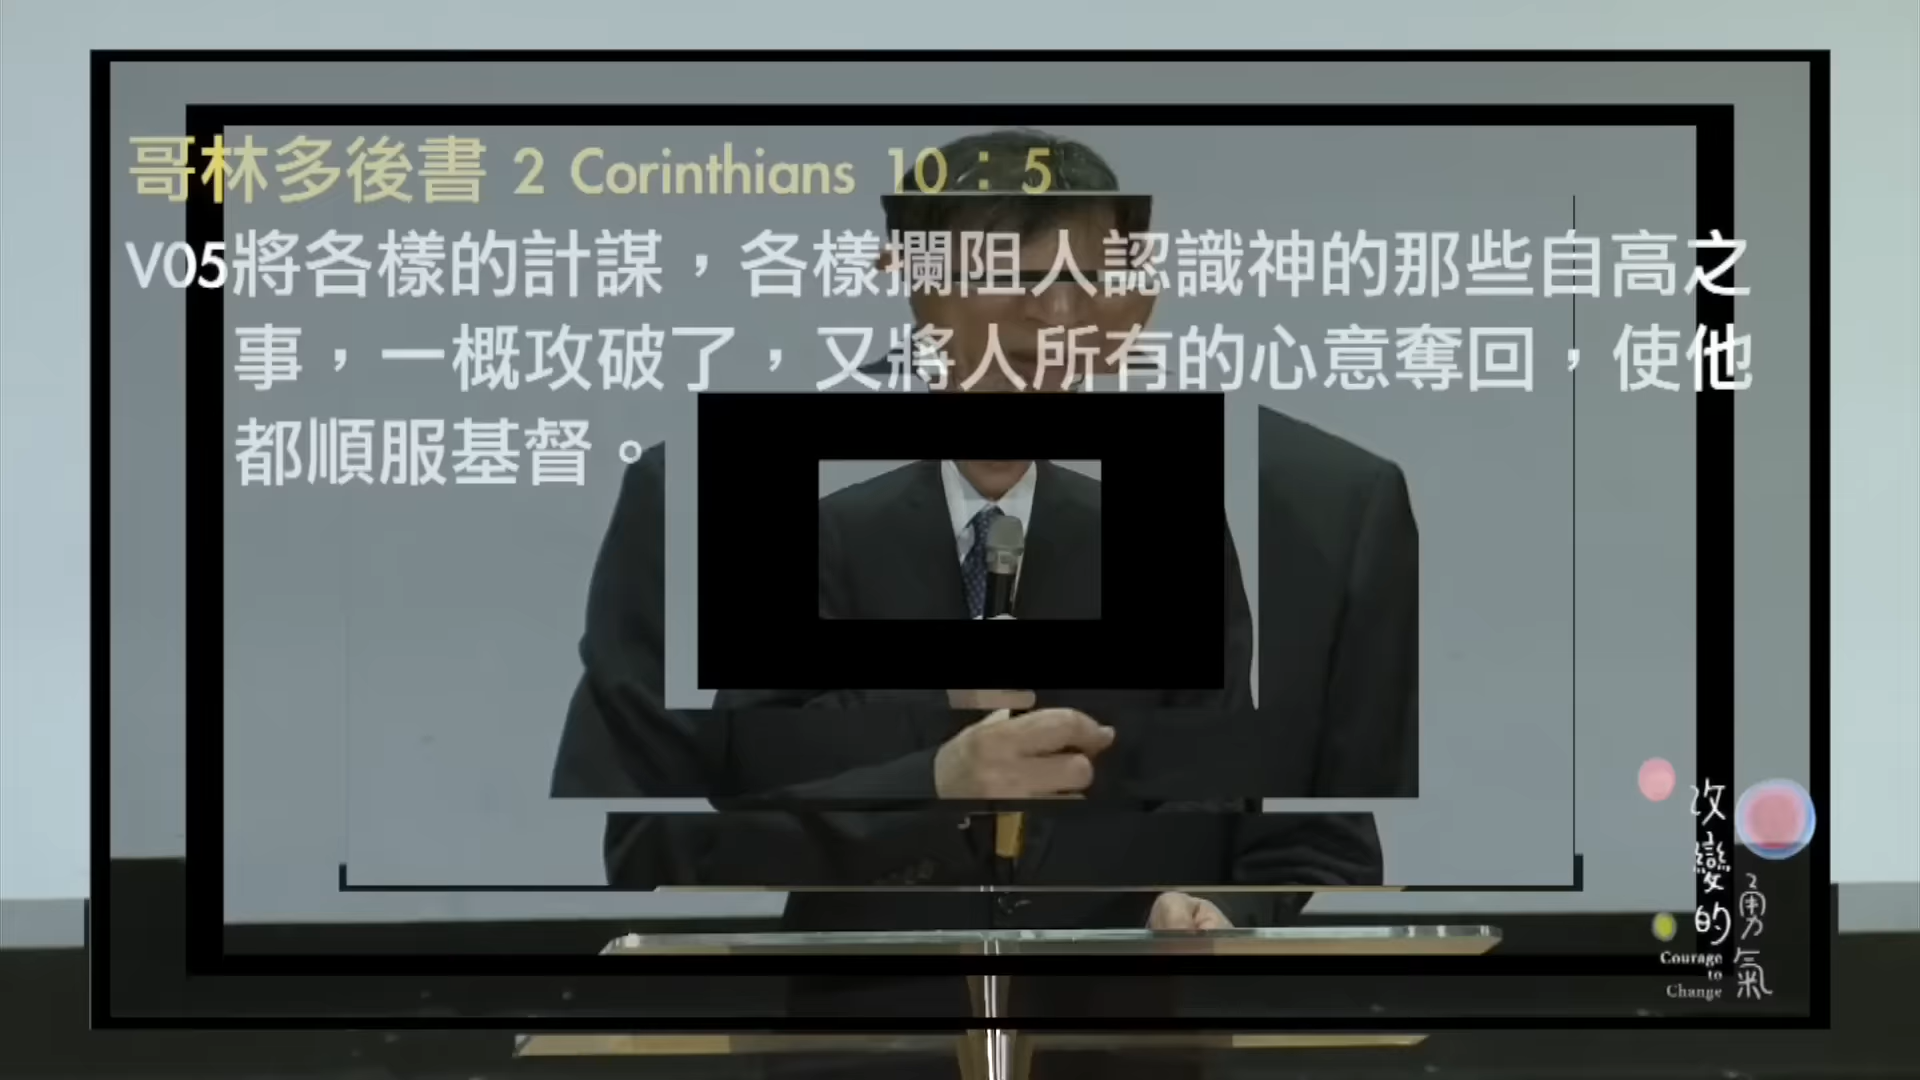 哥林多後書 2 Corinthians 10：5
V05將各樣的計謀，各樣攔阻人認識神的那些自高之
事，一概攻破了，又將人所有的心意奪回，使他
都順服基督。
改變的
勇氣
Courage
to
Change